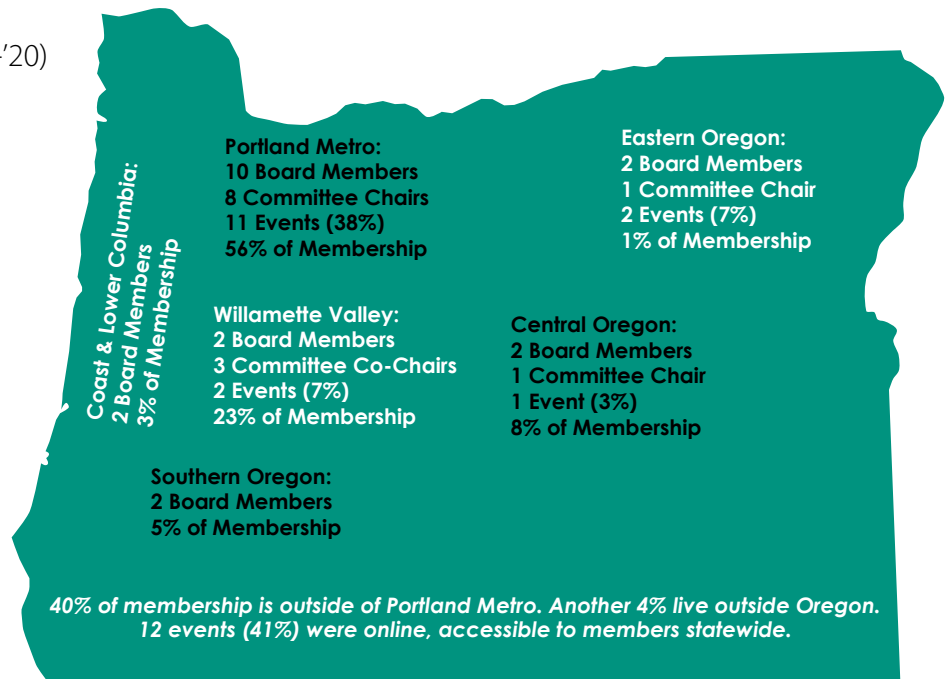 -'20)
Portland Metro:
10 Board Members
8 Committee Chairs
11 Events (38%)
56% of Membership
Eastern Oregon:
2 Board Members
1 Committee Chair
2 Events (7%)
1% of Membership
Coast & Lower Columbia:
2 Board Members
3% of Membership
Willamette Valley:
2 Board Members
3 Committee Co-Chairs
2 Events (7%)
23% of Membership
Central Oregon:
2 Board Members
1 Committee Chair
1 Event (3%)
8% of Membership
Southern Oregon:
2 Board Members
5% of Membership
40% of membership is outside of Portland Metro. Another 4% live outside Oregon.
12 events (41%) were online, accessible to members statewide.